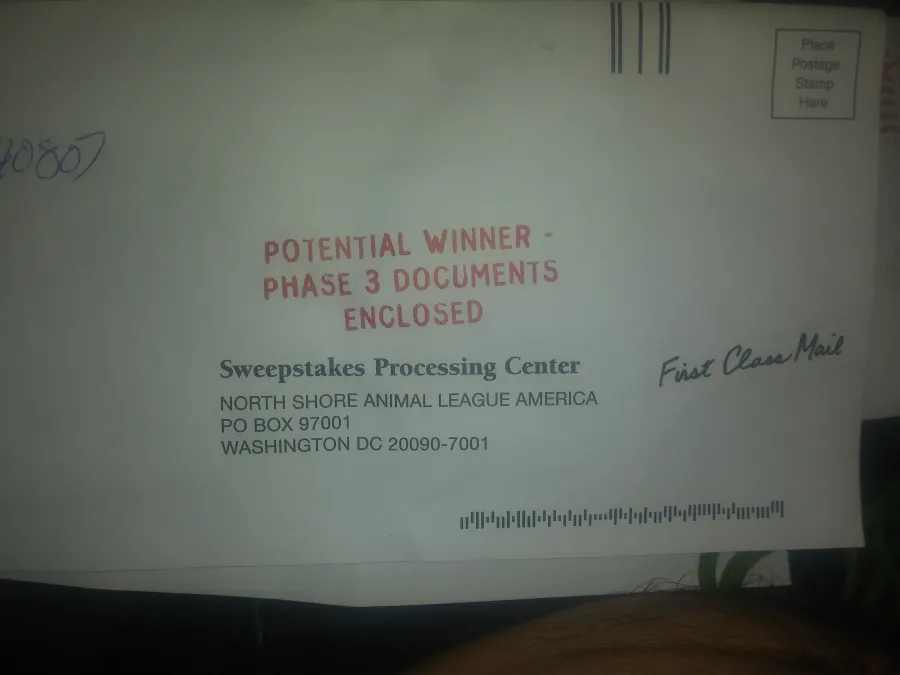 Place
Postage
Stamp
Here
40807
POTENTIAL WINNER -
PHASE 3 DOCUMENTS
ENCLOSED
Sweepstakes Processing Center
NORTH SHORE ANIMAL LEAGUE AMERICA
PO BOX 97001
WASHINGTON DC 20090-7001
First Class Mail